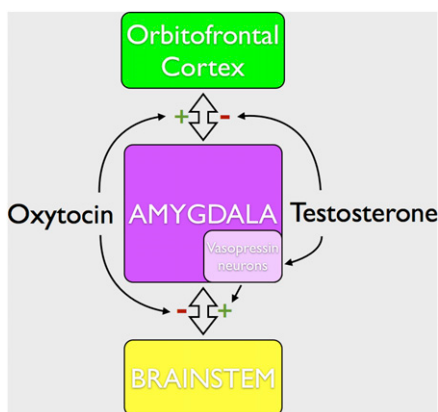 Orbitofrontal
Cortex
+ -
Oxytocin AMYGDALA Testosterone
Vasopressin
neurons
- +
BRAINSTEM